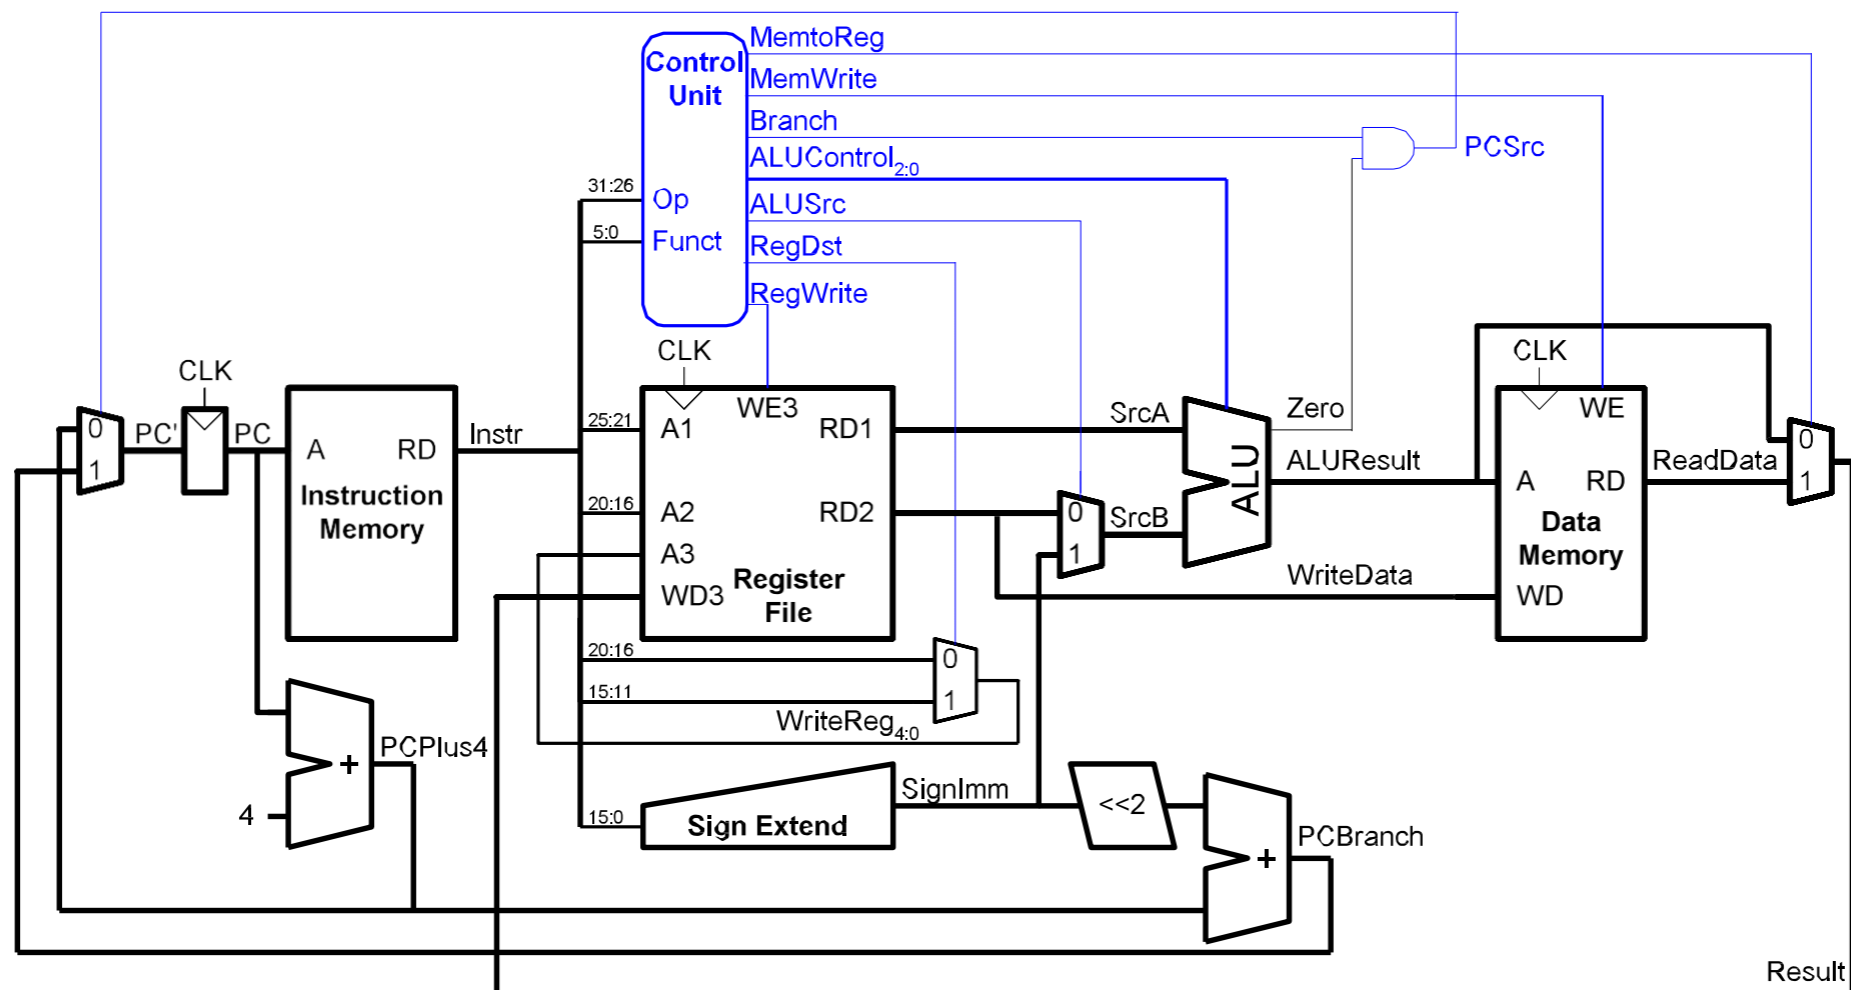 MemtoReg
Control
Unit
MemWrite
Branch
PCSrc
ALUControl2:0
31:26
Op
ALUSrc
5:0
Funct
RegDst
RegWrite
CLK
CLK
CLK
0
1
PC'
PC
A
RD
Instruction
Memory
Instr
25:21
A1
WE3
RD1
SrcA
Zero
ALU
ALUResult
WE
ReadData
0
1
20:16
A2
RD2
0
1
SrcB
A
RD
Data
Memory
A3
WD3
Register
File
WriteData
WD
20:16
0
15:11
1
WriteReg4:0
PCPlus4
+
4
15:0
Sign Extend
SignImm
<<2
+
PCBranch
Result